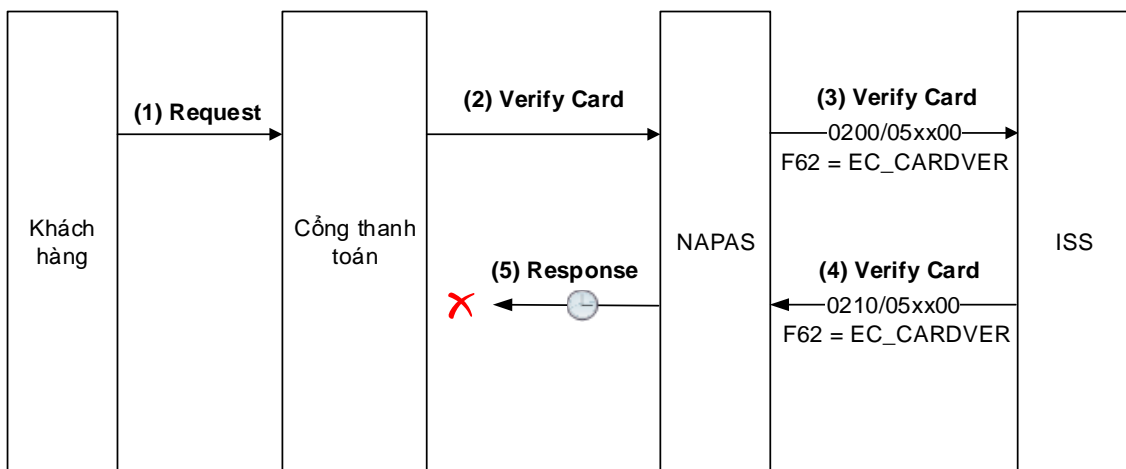 (1) Request
(2) Verify Card
(3) Verify Card
0200/05xx00
F62 = EC_CARDVER
Khách
hàng
Cổng thanh
toán
NAPAS
ISS
(5) Response
(4) Verify Card
0210/05xx00
F62 = EC_CARDVER